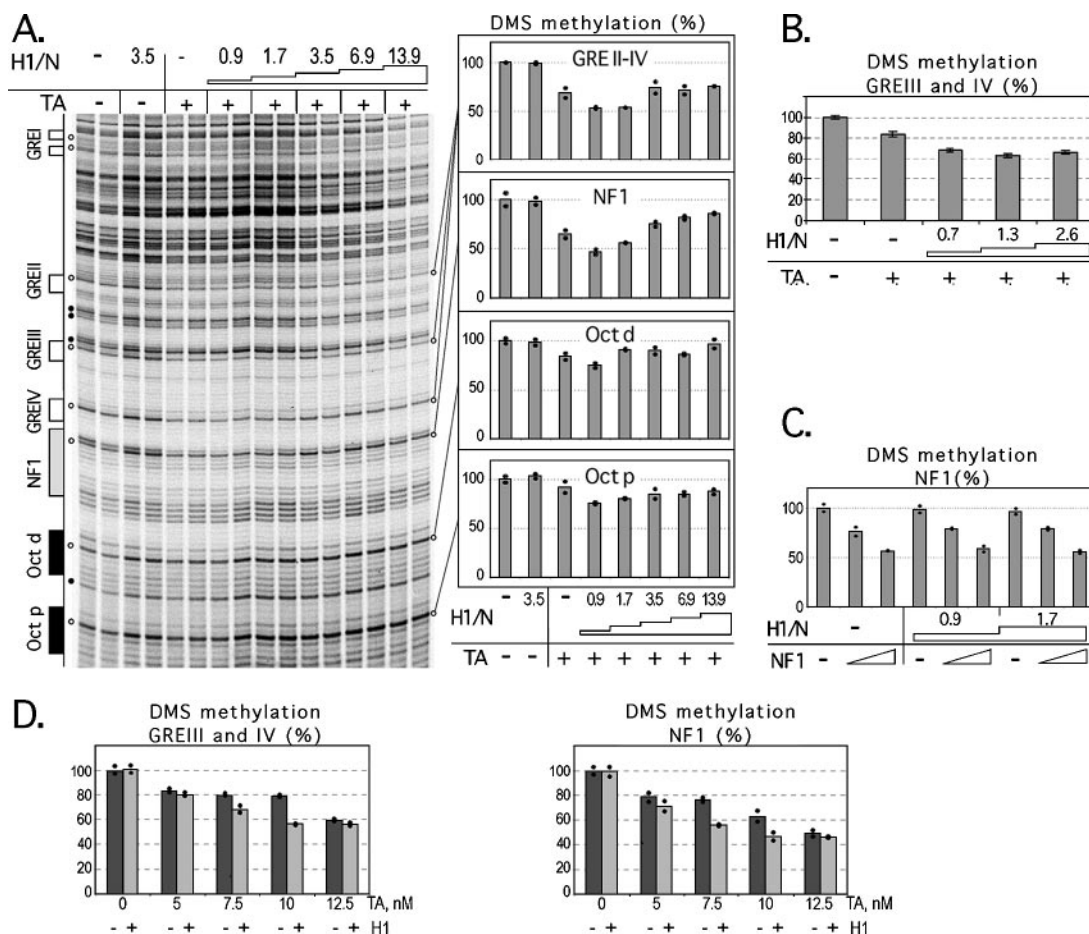 A.
H1/N - 3.5 - 0.9 1.7 3.5 6.9 13.9
TA - - + + + + + +
GREI
GREII
GREIII
GREIV
NF1
Oct d
Oct p
DMS methylation (%)
GRE II-IV
100
50
0
NF1
100
50
0
Oct d
100
50
0
Oct p
100
50
0
H1/N - 3.5 - 0.9 1.7 3.5 6.9 13.9
TA - - + + + + + +
B.
DMS methylation
GREIII and IV (%)
100
80
60
40
20
0
H1/N - - 0.7 1.3 2.6
TA. - + + + +
C.
DMS methylation
NF1(%)
100
50
0
H1/N - 0.9 1.7
NF1 - - -
D.
DMS methylation
GREIII and IV (%)
100
80
60
40
20
0
0 5 7.5 10 12.5 TA, nM
- + - + - + - + - + H1
DMS methylation
NF1 (%)
100
80
60
40
20
0
0 5 7.5 10 12.5 TA, nM
- + - + - + - + - + H1